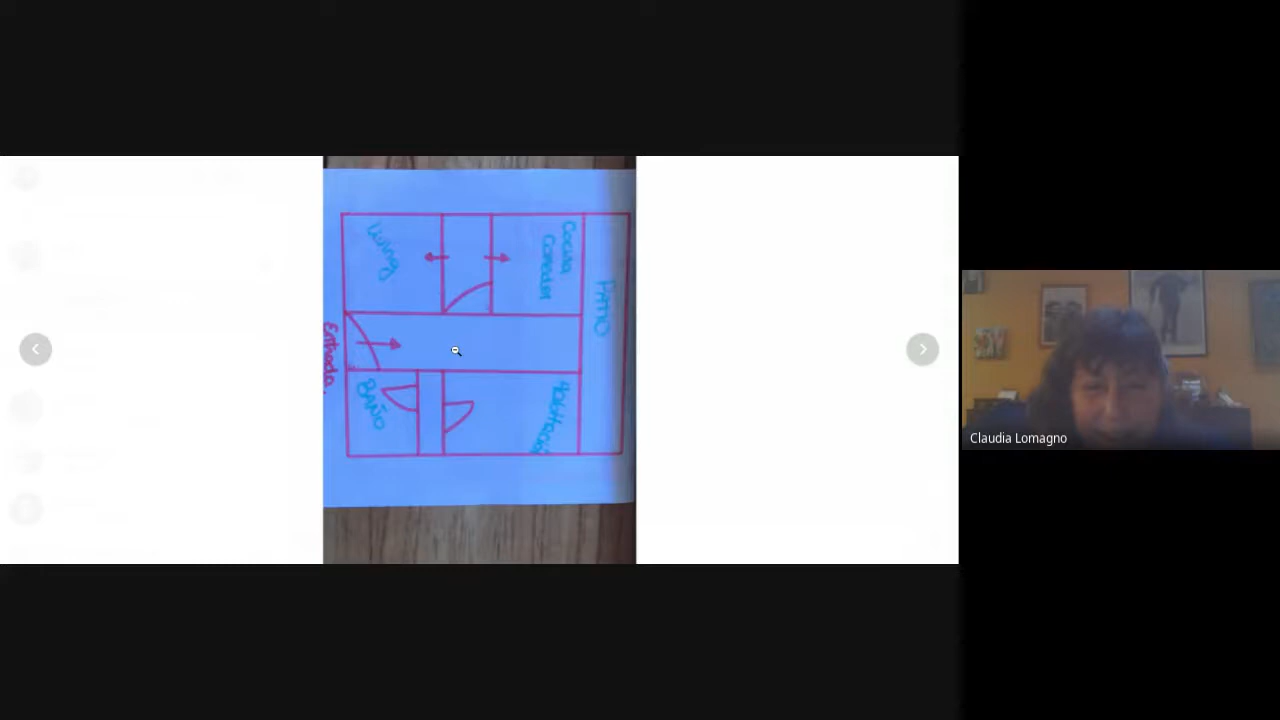 Living
Cocina
Comedor
PATIO
Entrada
BAÑO
Habitación
Claudia Lomagno